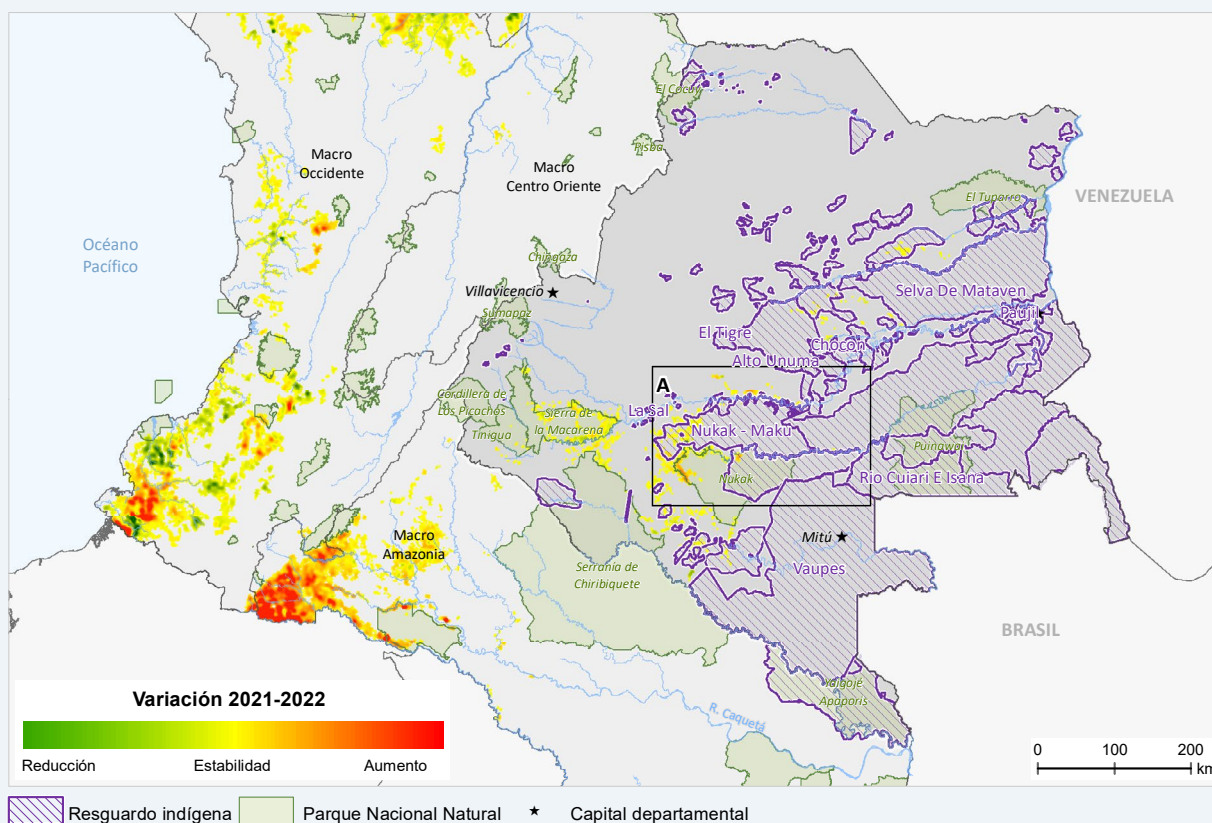 El Cocuy
Pisba
Macro
Occidente
Macro
Centro Oriente
VENEZUELA
El Tuparro
Océano
Pacífico
Chingaza
Villavicencio
Sumapaz
Selva De Mataven
Paujil
El Tigre
Chocon
Alto Unuma
A
Cordillera de
Los Picachos
Tinigua
Sierra de
la Macarena
La Sal
Nukak - Makú
Puinawai
Nukak
Rio Cuiari E Isana
Macro
Amazonia
Mitú
Vaupes
Serranía de
Chiribiquete
BRASIL
Yaigojé
Apaporis
R. Caquetá
Variación 2021-2022
Reducción Estabilidad Aumento
0 100 200
km
Resguardo indígena Parque Nacional Natural Capital departamental